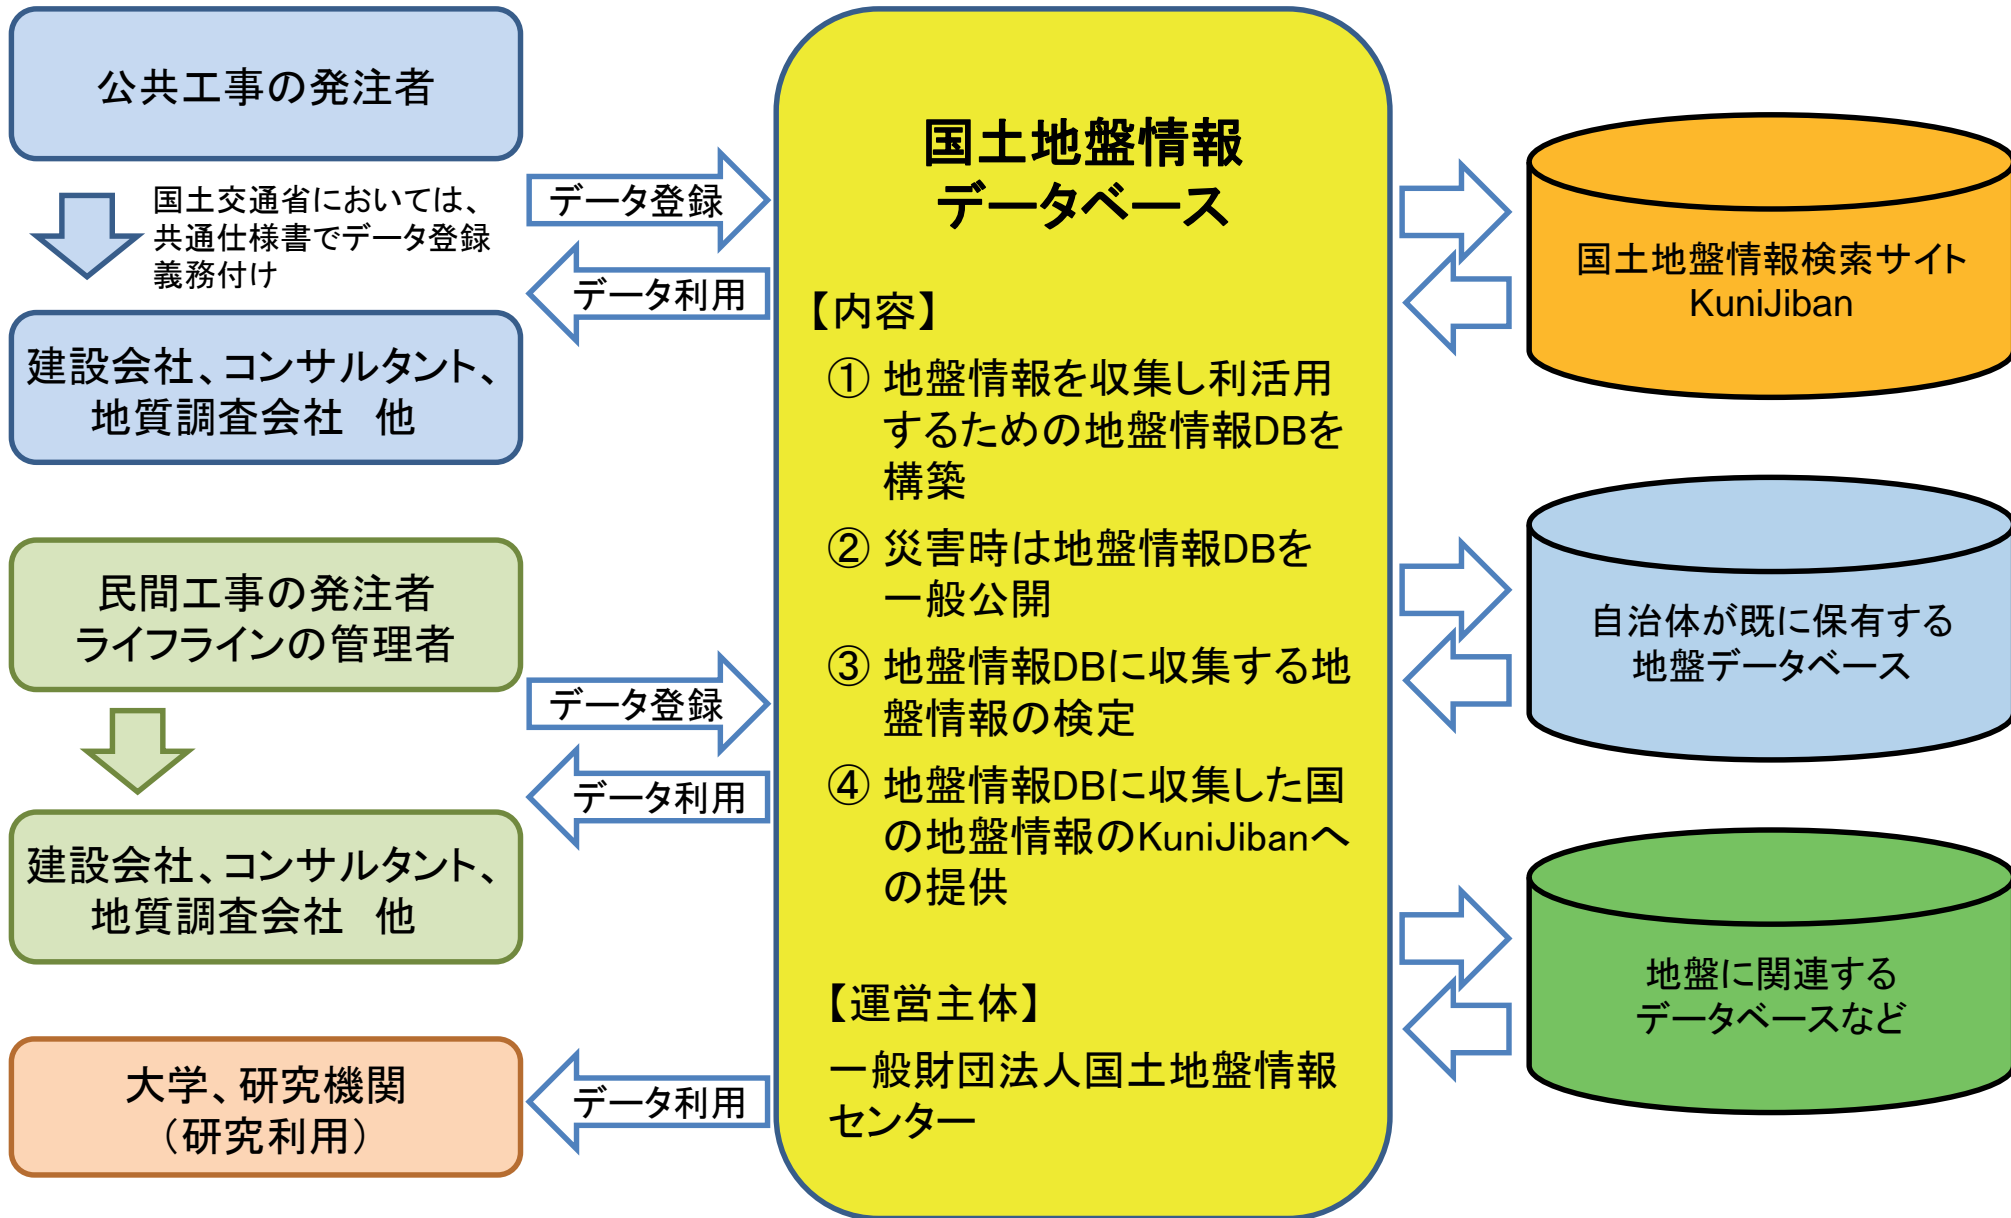 公共工事の発注者
国土交通省においては、
共通仕様書でデータ登録
義務付け
建設会社、コンサルタント、
地質調査会社　他
データ登録
データ利用
民間工事の発注者
ライフラインの管理者
建設会社、コンサルタント、
地質調査会社　他
データ登録
データ利用
大学、研究機関
（研究利用）
データ利用
国土地盤情報
データベース
【内容】
① 地盤情報を収集し利活用
するための地盤情報DBを
構築
② 災害時は地盤情報DBを
一般公開
③ 地盤情報DBに収集する地
盤情報の検定
④ 地盤情報DBに収集した国
の地盤情報のKuniJibanへ
の提供
【運営主体】
一般財団法人国土地盤情報
センター
国土地盤情報検索サイト
KuniJiban
自治体が既に保有する
地盤データベース
地盤に関連する
データベースなど